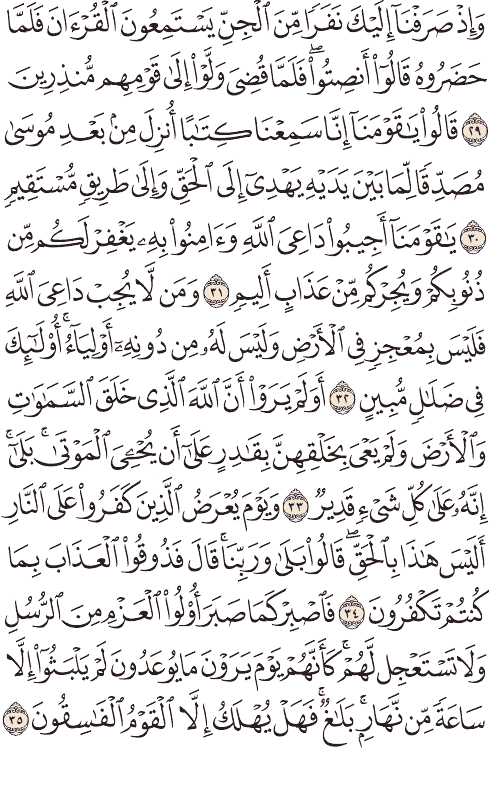 وَإِذْ صَرَفْنَآ إِلَيْكَ نَفَرًا مِّنَ ٱلْجِنِّ يَسْتَمِعُونَ ٱلْقُرْءَانَ فَلَمَّا
حَضَرُوهُ قَالُوٓا۟ أَنصِتُوا۟ ۖ فَلَمَّا قُضِىَ وَلَّوْا۟ إِلَىٰ قَوْمِهِم مُّنذِرِينَ
٢٩ قَالُوا۟ يَٰقَوْمَنَآ إِنَّا سَمِعْنَا كِتَٰبًا أُنزِلَ مِنۢ بَعْدِ مُوسَىٰ
مُصَدِّقًا لِّمَا بَيْنَ يَدَيْهِ يَهْدِىٓ إِلَى ٱلْحَقِّ وَإِلَىٰ طَرِيقٍ مُّسْتَقِيمٍ
٣٠ يَٰقَوْمَنَآ أَجِيبُوا۟ دَاعِىَ ٱللَّهِ وَءَامِنُوا۟ بِهِۦ يَغْفِرْ لَكُم مِّن
ذُنُوبِكُمْ وَيُجِرْكُم مِّنْ عَذَابٍ أَلِيمٍ ٣١ وَمَن لَّا يُجِبْ دَاعِىَ ٱللَّهِ
فَلَيْسَ بِمُعْجِزٍ فِى ٱلْأَرْضِ وَلَيْسَ لَهُۥ مِن دُونِهِۦٓ أَوْلِيَآءُ ۚ أُو۟لَٰٓئِكَ
فِى ضَلَٰلٍ مُّبِينٍ ٣٢ أَوَلَمْ يَرَوْا۟ أَنَّ ٱللَّهَ ٱلَّذِى خَلَقَ ٱلسَّمَٰوَٰتِ
وَٱلْأَرْضَ وَلَمْ يَعْىَ بِخَلْقِهِنَّ بِقَٰدِرٍ عَلَىٰٓ أَن يُحْۦِىَ ٱلْمَوْتَىٰ ۚ بَلَىٰٓ
إِنَّهُۥ عَلَىٰ كُلِّ شَىْءٍ قَدِيرٌ ٣٣ وَيَوْمَ يُعْرَضُ ٱلَّذِينَ كَفَرُوا۟ عَلَى ٱلنَّارِ
أَلَيْسَ هَٰذَا بِٱلْحَقِّ ۖ قَالُوا۟ بَلَىٰ وَرَبِّنَا ۚ قَالَ فَذُوقُوا۟ ٱلْعَذَابَ بِمَا
كُنتُمْ تَكْفُرُونَ ٣٤ فَٱصْبِرْ كَمَا صَبَرَ أُو۟لُوا۟ ٱلْعَزْمِ مِنَ ٱلرُّسُلِ
وَلَا تَسْتَعْجِل لَّهُمْ ۚ كَأَنَّهُمْ يَوْمَ يَرَوْنَ مَا يُوعَدُونَ لَمْ يَلْبَثُوٓا۟ إِلَّا
سَاعَةً مِّن نَّهَارٍۭ ۚ بَلَٰغٌ ۚ فَهَلْ يُهْلَكُ إِلَّا ٱلْقَوْمُ ٱلْفَٰسِقُونَ ٣٥